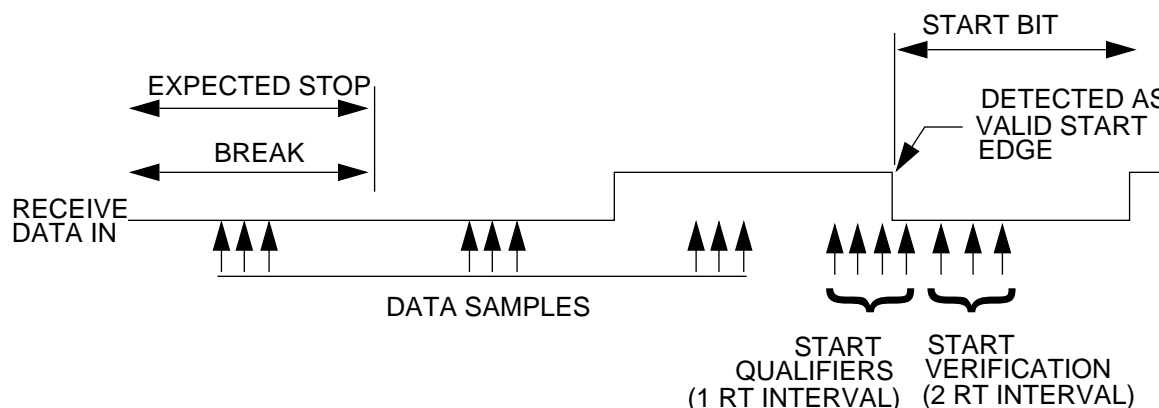 START BIT
EXPECTED STOP
DETECTED AS
VALID START
EDGE
BREAK
RECEIVE
DATA IN
DATA SAMPLES
START
QUALIFIERS
(1 RT INTERVAL)
START
VERIFICATION
(2 RT INTERVAL)